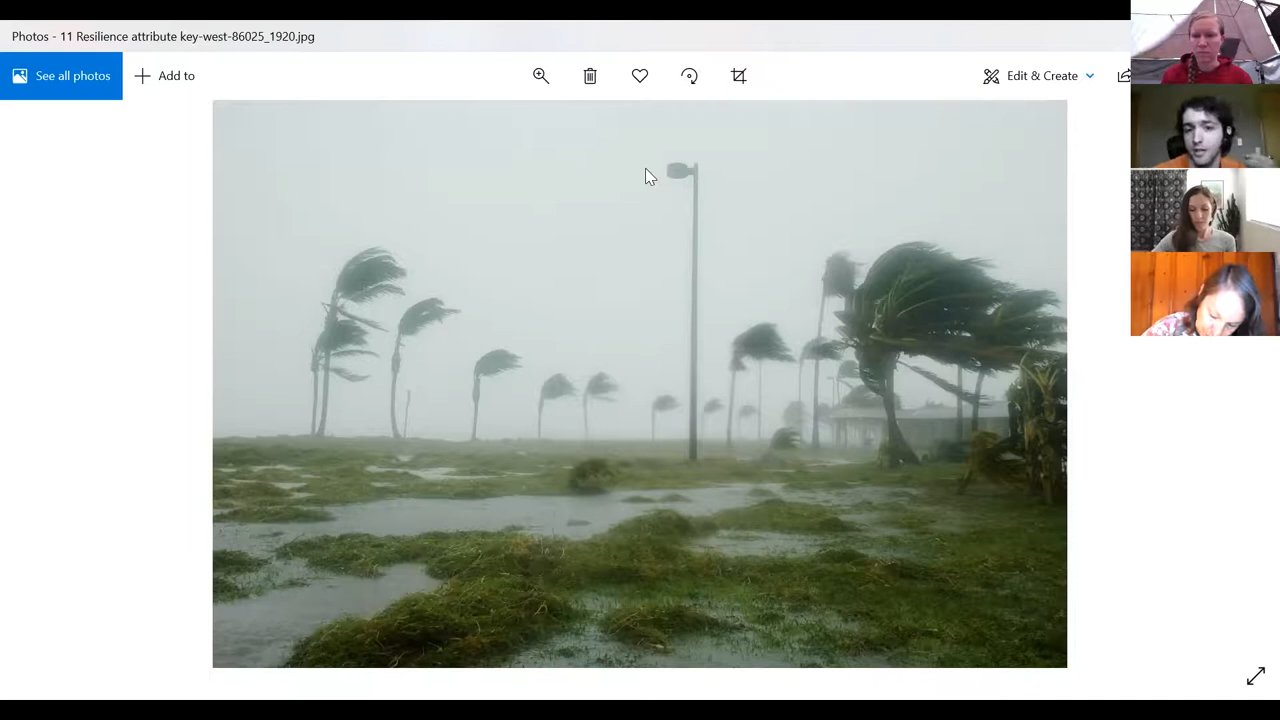 Photos - 11 Resilience attribute key-west-86025_1920.jpg
See all photos
Add to
Edit & Create